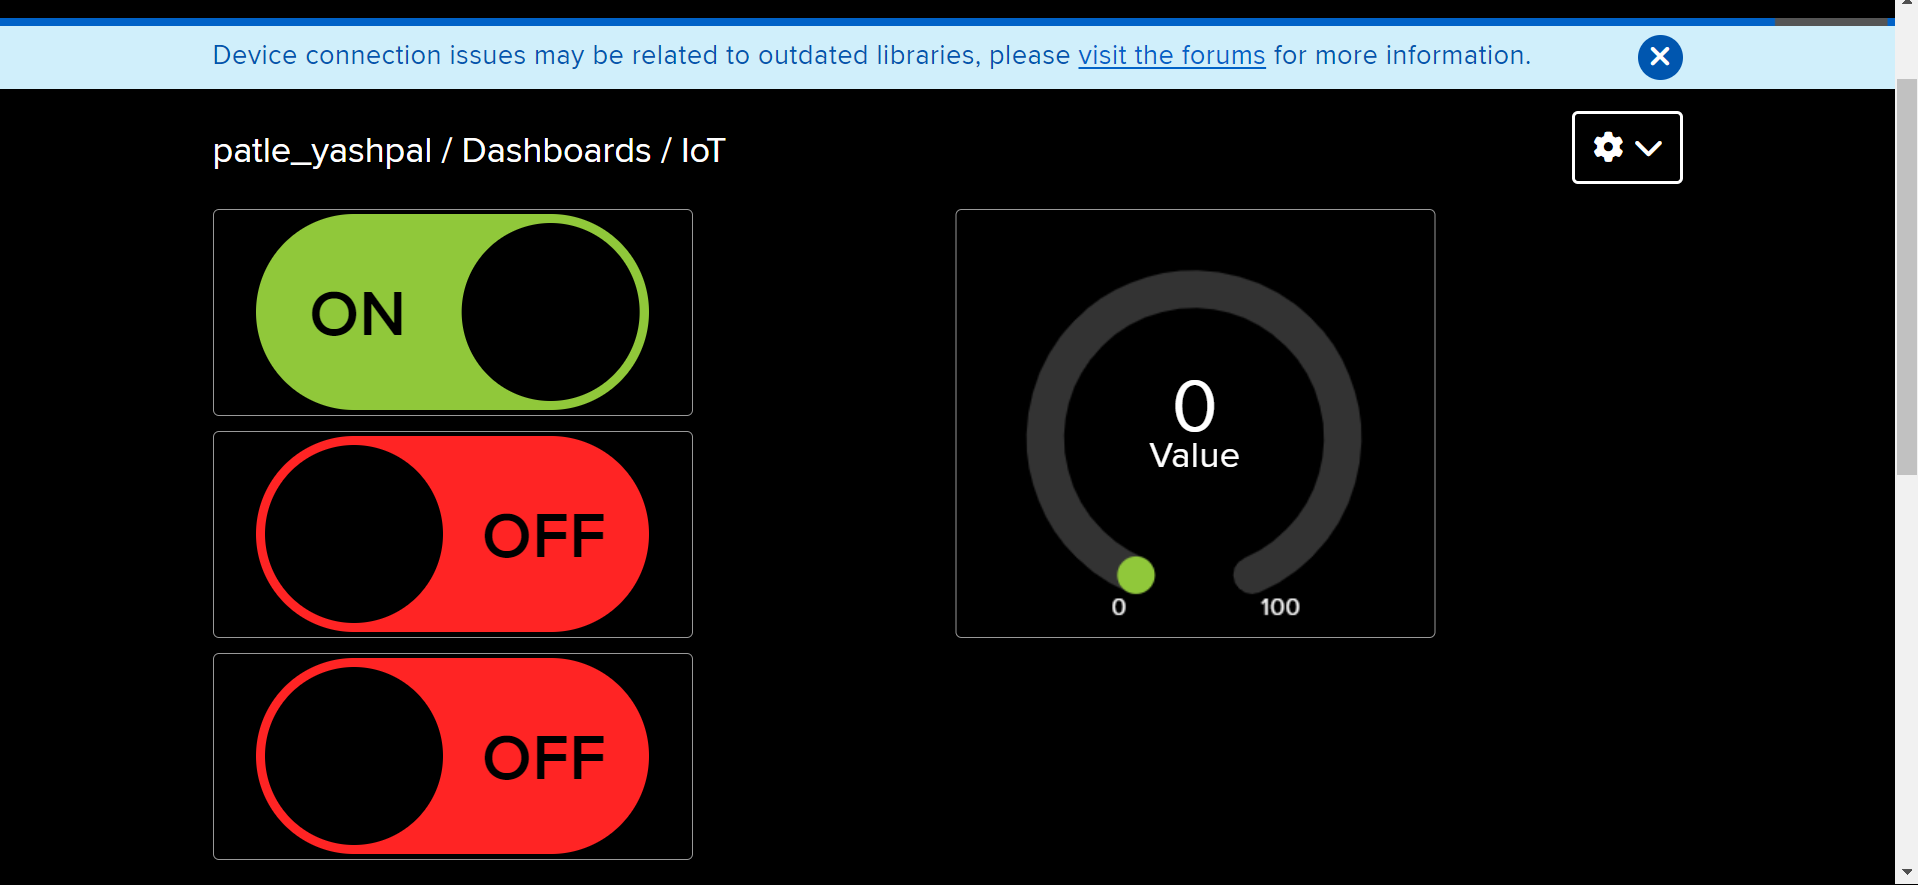 Device connection issues may be related to outdated libraries, please visit the forums for more information.
patle_yashpal / Dashboards / IoT
ON
OFF
OFF
0
Value
0
100